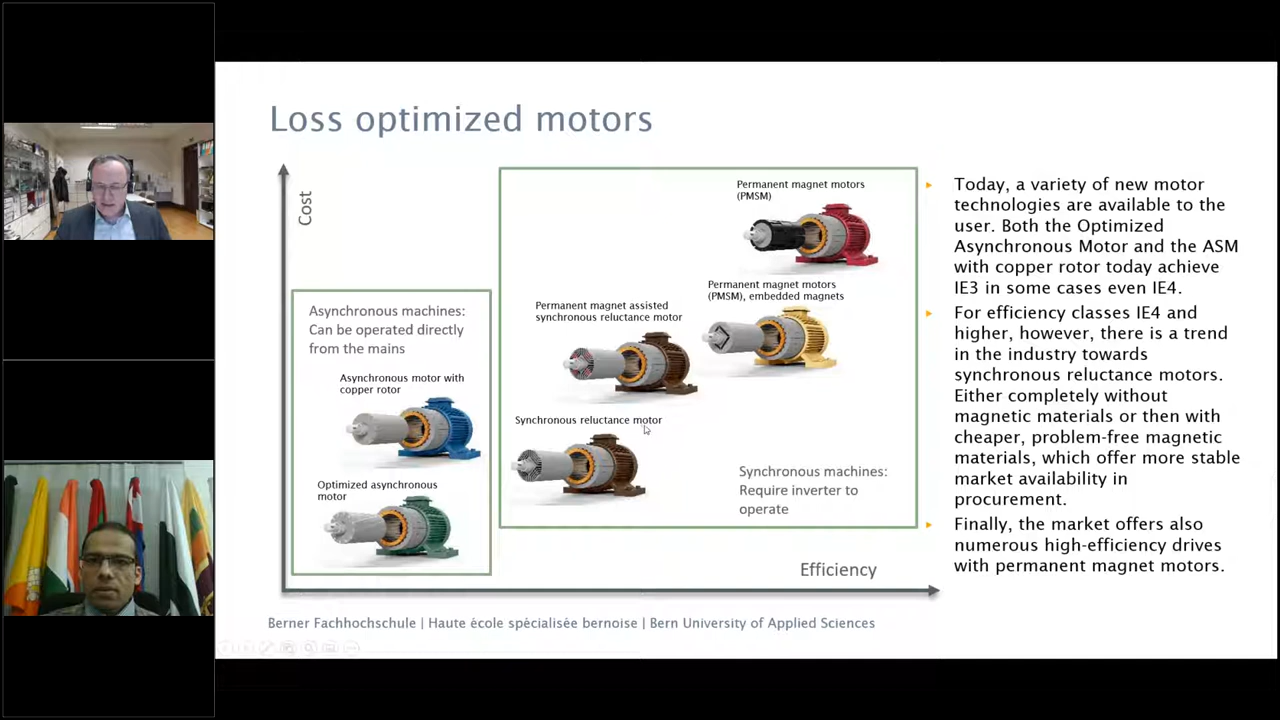 Loss optimized motors
Cost
Permanent magnet motors
(PMSM)
Permanent magnet motors
(PMSM), embedded magnets
Permanent magnet assisted
synchronous reluctance motor
Asynchronous machines:
Can be operated directly
from the mains
Asynchronous motor with
copper rotor
Synchronous reluctance motor
Optimized asynchronous
motor
Synchronous machines:
Require inverter to
operate
Efficiency
Today, a variety of new motor
technologies are available to the
user. Both the Optimized
Asynchronous Motor and the ASM
with copper rotor today achieve
IE3 in some cases even IE4.
For efficiency classes IE4 and
higher, however, there is a trend
in the industry towards
synchronous reluctance motors.
Either completely without
magnetic materials or then with
cheaper, problem-free magnetic
materials, which offer more stable
market availability in
procurement.
Finally, the market offers also
numerous high-efficiency drives
with permanent magnet motors.
Berner Fachhochschule | Haute école spécialisée bernoise | Bern University of Applied Sciences